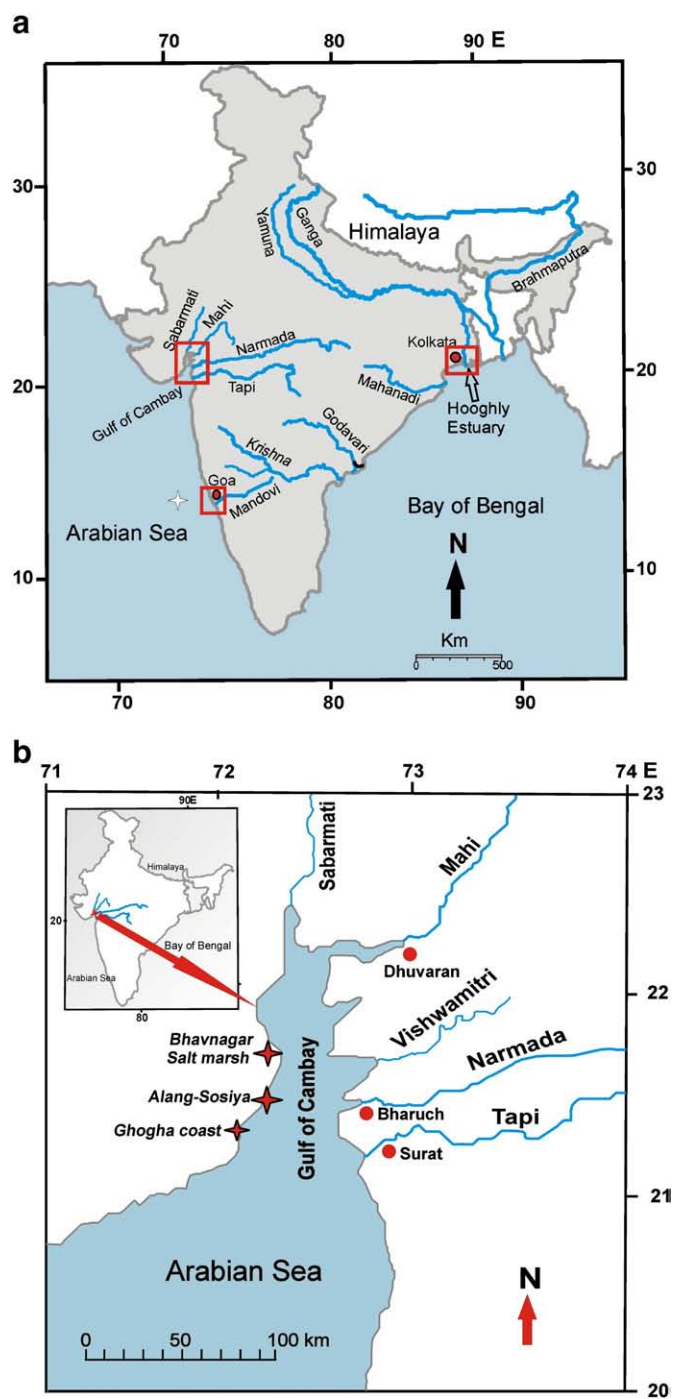 a
70 80 90 E
30
30
Himalaya
Yamuna
Ganga
Brahmaputra
Sabarmati
Mahi
Narmada
Kolkata
20
20
Tapi
Mahanadi
Gulf of Cambay
Hooghly
Estuary
Godavari
Krishna
Goa
Mandovi
Arabian Sea
Bay of Bengal
N
10
10
Km
0 500
70 80 90
b
71 72 73 74 E
23
90E
Himalaya
20
Bay of Bengal
Arabian Sea
80
Sabarmati
Mahi
Dhuvaran
22
Vishwamitri
Bhavnagar
Salt marsh
Narmada
Alang-Sosiya
Bharuch
Tapi
Ghogha coast
Gulf of Cambay
Surat
21
Arabian Sea
N
0 50 100 km
20